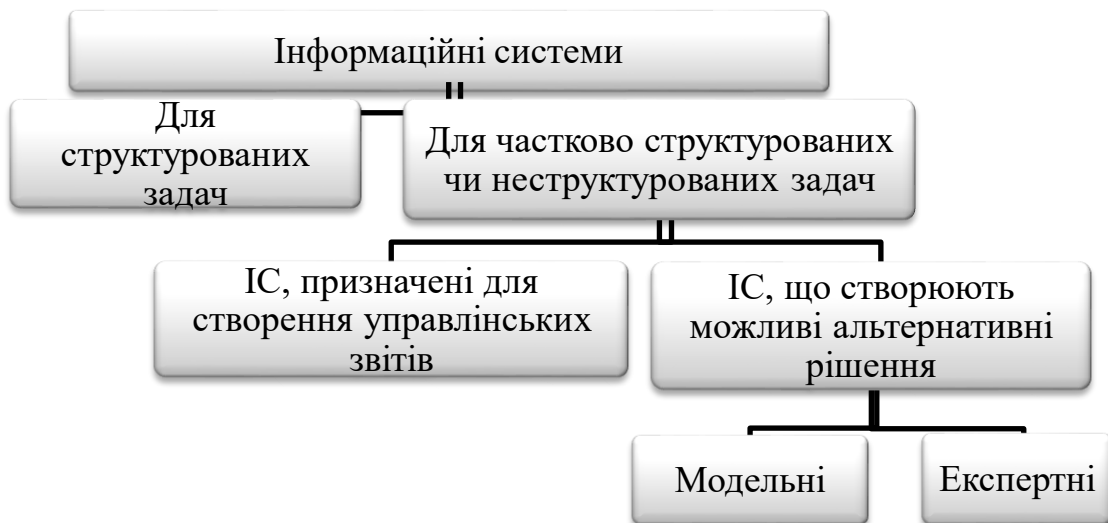 Інформаційні системи
Для
структурованих
задач
Для частково структурованих
чи неструктурованих задач
ІС, призначені для
створення управлінських
звітів
ІС, що створюють
можливі альтернативні
рішення
Модельні
Експертні